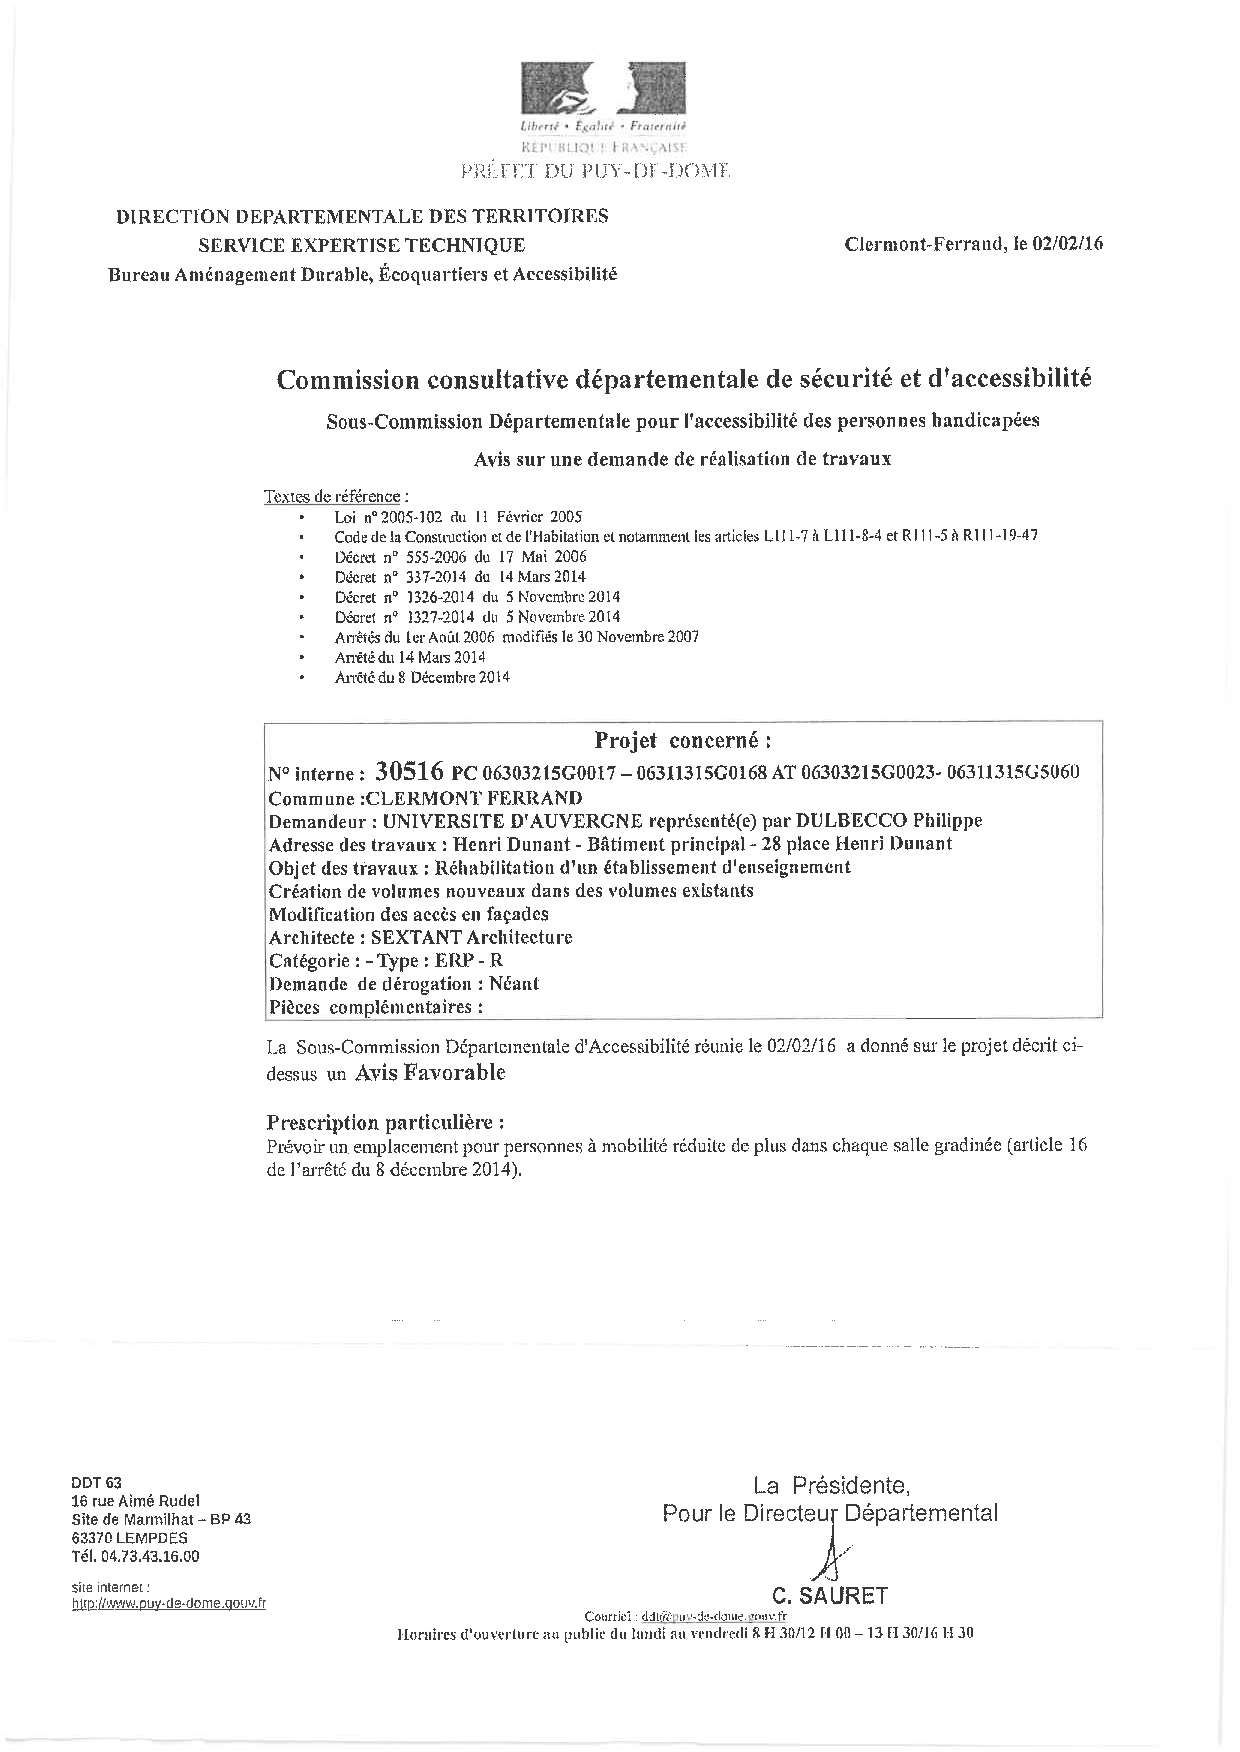 Liberté • Égalité • Fraternité
RÉPUBLIQUE FRANÇAISE
PRÉFET DU PUY-DE-DOME
DIRECTION DEPARTEMENTALE DES TERRITOIRES
SERVICE EXPERTISE TECHNIQUE
Clermont-Ferrand, le 02/02/16
Bureau Aménagement Durable, Écoquartiers et Accessibilité
Commission consultative départementale de sécurité et d'accessibilité
Sous-Commission Départementale pour l'accessibilité des personnes handicapées
Avis sur une demande de réalisation de travaux
Textes de référence :
• Loi n° 2005-102 du 11 Février 2005
• Code de la Construction et de l'Habitation et notamment les articles L111-7 à L111-8-4 et R111-5 à R111-19-47
• Décret n° 555-2006 du 17 Mai 2006
• Décret n° 337-2014 du 14 Mars 2014
• Décret n° 1326-2014 du 5 Novembre 2014
• Décret n° 1327-2014 du 5 Novembre 2014
• Arrêtés du 1er Août 2006 modifiés le 30 Novembre 2007
• Arrêté du 14 Mars 2014
• Arrêté du 8 Décembre 2014
Projet concerné :
N° interne : 30516 PC 06303215G0017 – 06311315G0168 AT 06303215G0023- 06311315G5060
Commune :CLERMONT FERRAND
Demandeur : UNIVERSITE D'AUVERGNE représenté(e) par DULBECCO Philippe
Adresse des travaux : Henri Dunant - Bâtiment principal - 28 place Henri Dunant
Objet des travaux : Réhabilitation d'un établissement d'enseignement
Création de volumes nouveaux dans des volumes existants
Modification des accès en façades
Architecte : SEXTANT Architecture
Catégorie : - Type : ERP - R
Demande de dérogation : Néant
Pièces complémentaires :
La Sous-Commission Départementale d'Accessibilité réunie le 02/02/16 a donné sur le projet décrit ci-
dessus un Avis Favorable
Prescription particulière :
Prévoir un emplacement pour personnes à mobilité réduite de plus dans chaque salle gradinée (article 16
de l'arrêté du 8 décembre 2014).
DDT 63
16 rue Aimé Rudel
Site de Marmilhat – BP 43
63370 LEMPDES
Tél. 04.73.43.16.00
site internet :
http://www.puy-de-dome.gouv.fr
La Présidente,
Pour le Directeur Départemental
C. SAURET
Courriel : ddt@puy-de-dome.gouv.fr
Horaires d'ouverture au public du lundi au vendredi 8 H 30/12 H 00 – 13 H 30/16 H 30